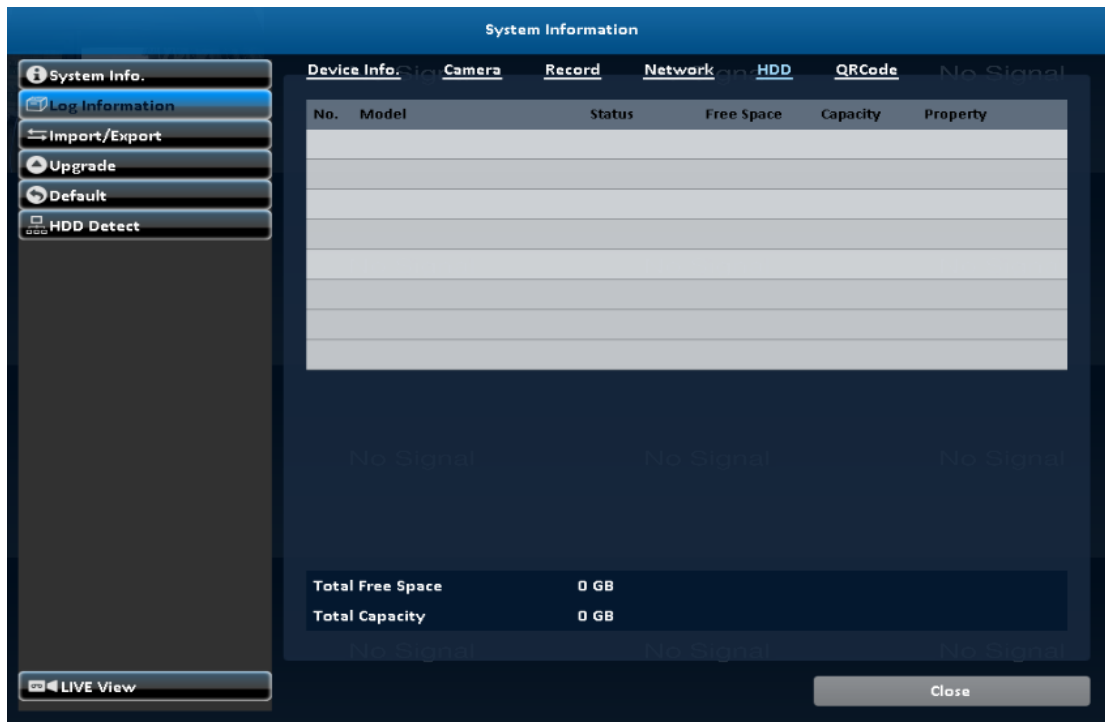 System Information
System Info.
Log Information
Import/Export
Upgrade
Default
HDD Detect
LIVE View
Device Info. Camera Record Network HDD QRCode No Signal
No. Model Status Free Space Capacity Property
No Signal No Signal No Signal
Total Free Space 0 GB
Total Capacity 0 GB
No Signal No Signal No Signal
Close